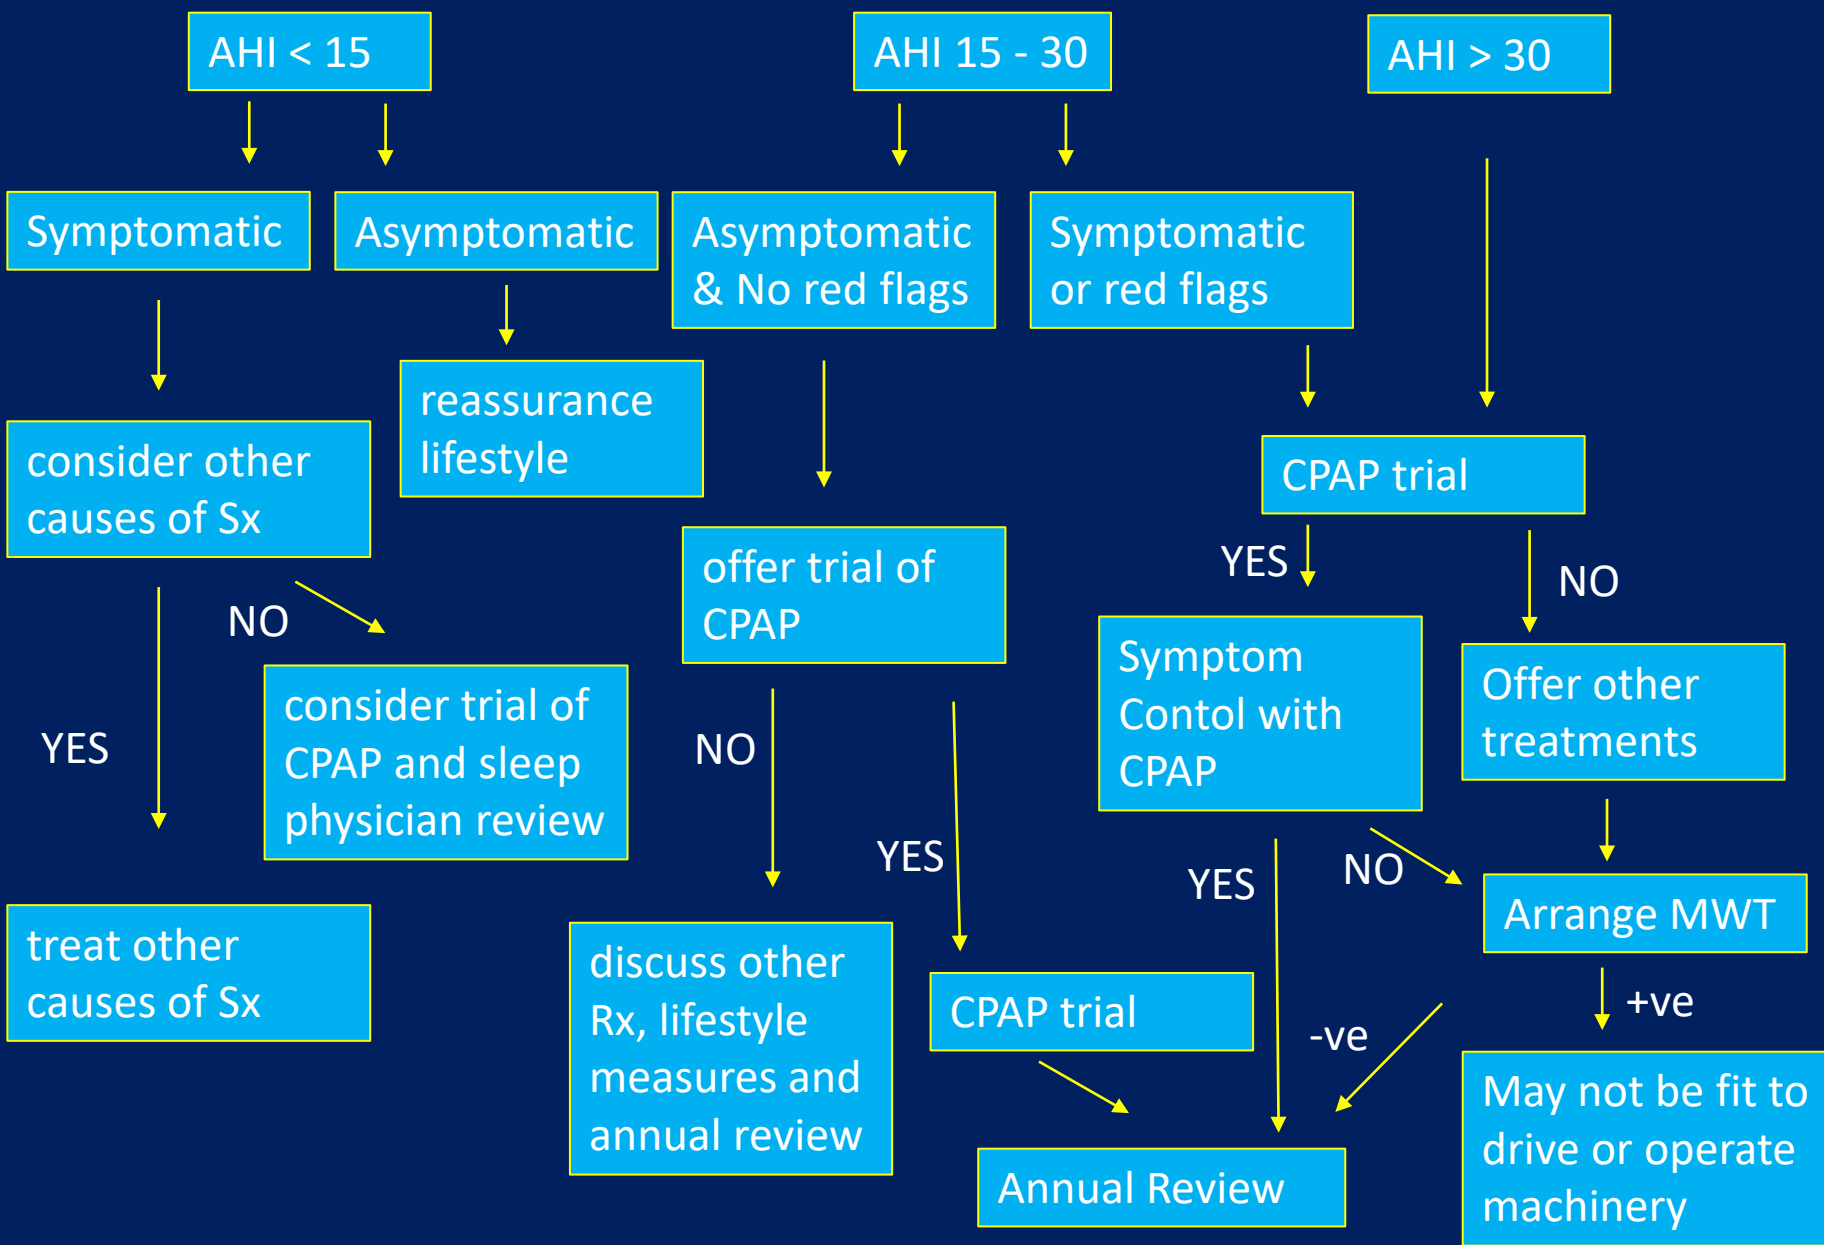 AHI < 15
AHI 15 - 30
AHI > 30
Symptomatic
Asymptomatic
Asymptomatic
& No red flags
Symptomatic
or red flags
reassurance
lifestyle
consider other
causes of Sx
CPAP trial
offer trial of
CPAP
YES
NO
NO
Symptom
Contol with
CPAP
Offer other
treatments
consider trial of
CPAP and sleep
physician review
YES
NO
YES
YES
NO
Arrange MWT
treat other
causes of Sx
discuss other
Rx, lifestyle
measures and
annual review
CPAP trial
-ve
+ve
May not be fit to
drive or operate
machinery
Annual Review